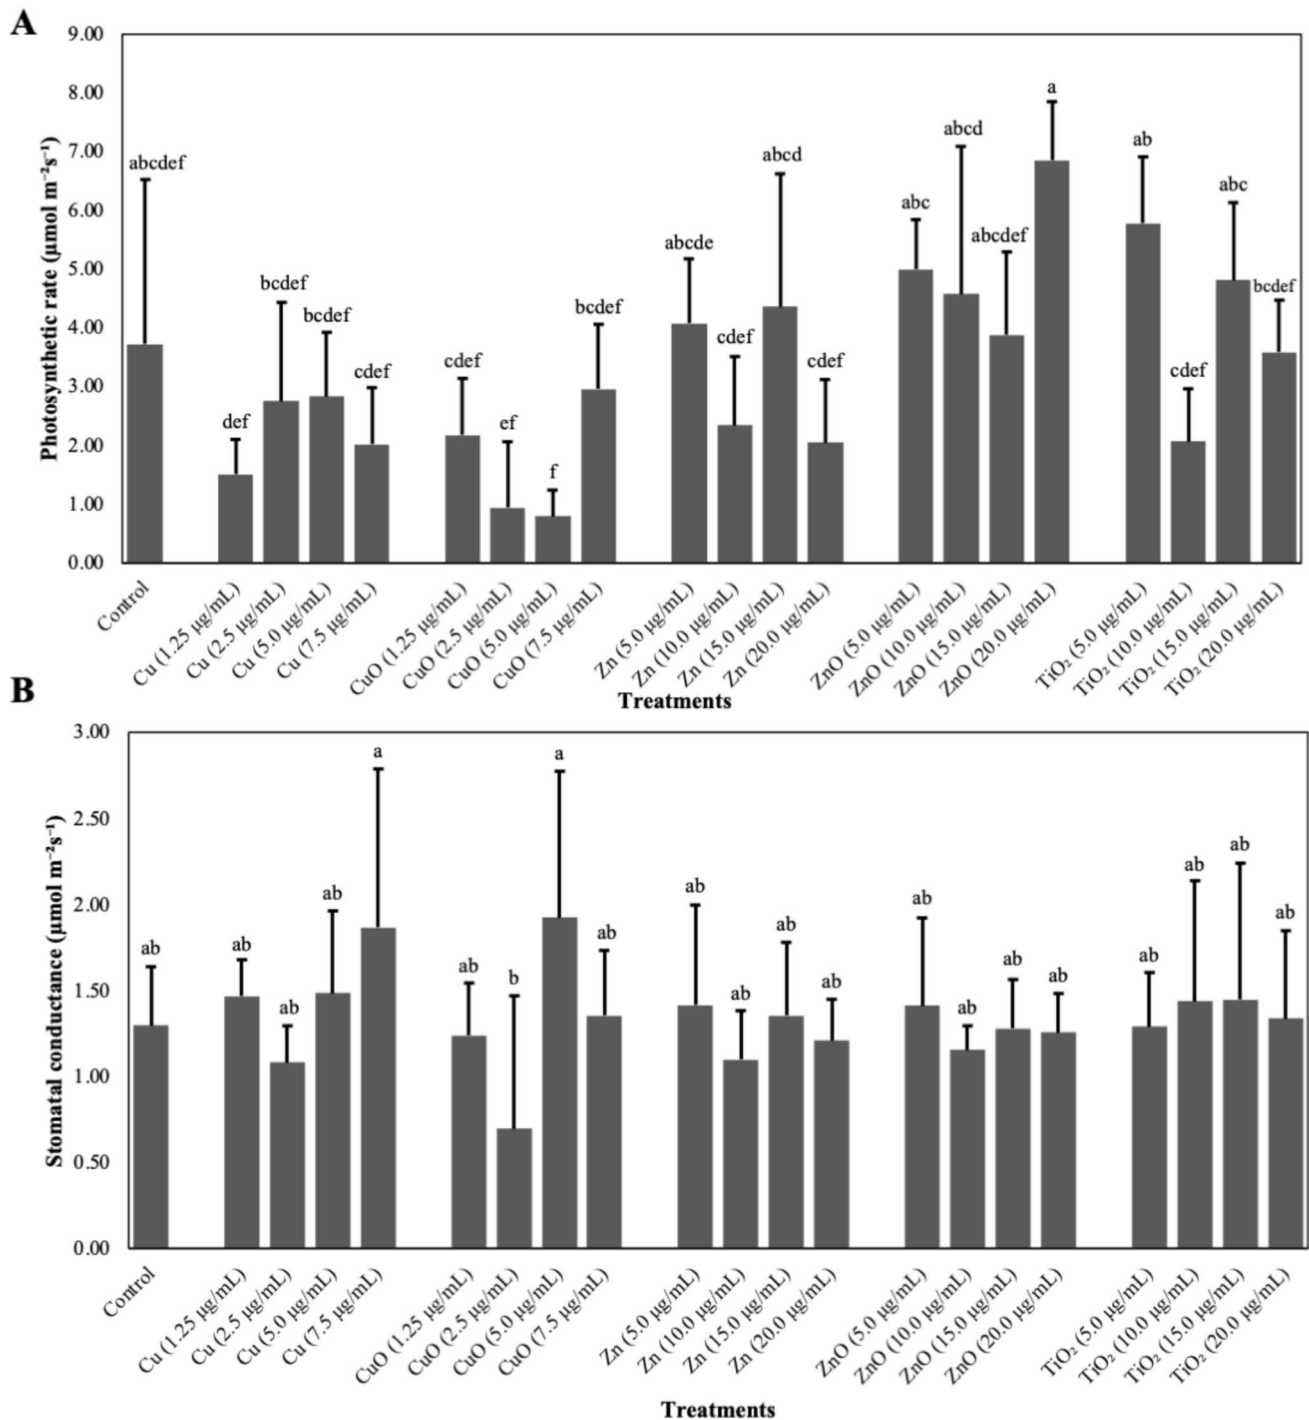 A
9.00
8.00
7.00
6.00
5.00
4.00
3.00
2.00
1.00
0.00
Photosynthetic rate (µmol m⁻²s⁻¹)
abcdef
def
bcdef
bcdef
cdef
cdef
ef
f
bcdef
abcde
cdef
abcd
cdef
abc
abcd
abcdef
a
ab
cdef
abc
bcdef
Control
Cu (1.25 µg/mL)
Cu (2.5 µg/mL)
Cu (5.0 µg/mL)
Cu (7.5 µg/mL)
CuO (1.25 µg/mL)
CuO (2.5 µg/mL)
CuO (5.0 µg/mL)
CuO (7.5 µg/mL)
Zn (5.0 µg/mL)
Zn (10.0 µg/mL)
Zn (15.0 µg/mL)
Zn (20.0 µg/mL)
ZnO (5.0 µg/mL)
ZnO (10.0 µg/mL)
ZnO (15.0 µg/mL)
ZnO (20.0 µg/mL)
TiO₂ (5.0 µg/mL)
TiO₂ (10.0 µg/mL)
TiO₂ (15.0 µg/mL)
TiO₂ (20.0 µg/mL)
Treatments
B
3.00
2.50
2.00
1.50
1.00
0.50
0.00
Stomatal conductance (µmol m⁻²s⁻¹)
ab
ab
ab
ab
a
ab
b
a
ab
ab
ab
ab
ab
ab
ab
ab
ab
ab
ab
ab
ab
Control
Cu (1.25 µg/mL)
Cu (2.5 µg/mL)
Cu (5.0 µg/mL)
Cu (7.5 µg/mL)
CuO (1.25 µg/mL)
CuO (2.5 µg/mL)
CuO (5.0 µg/mL)
CuO (7.5 µg/mL)
Zn (5.0 µg/mL)
Zn (10.0 µg/mL)
Zn (15.0 µg/mL)
Zn (20.0 µg/mL)
ZnO (5.0 µg/mL)
ZnO (10.0 µg/mL)
ZnO (15.0 µg/mL)
ZnO (20.0 µg/mL)
TiO₂ (5.0 µg/mL)
TiO₂ (10.0 µg/mL)
TiO₂ (15.0 µg/mL)
TiO₂ (20.0 µg/mL)
Treatments